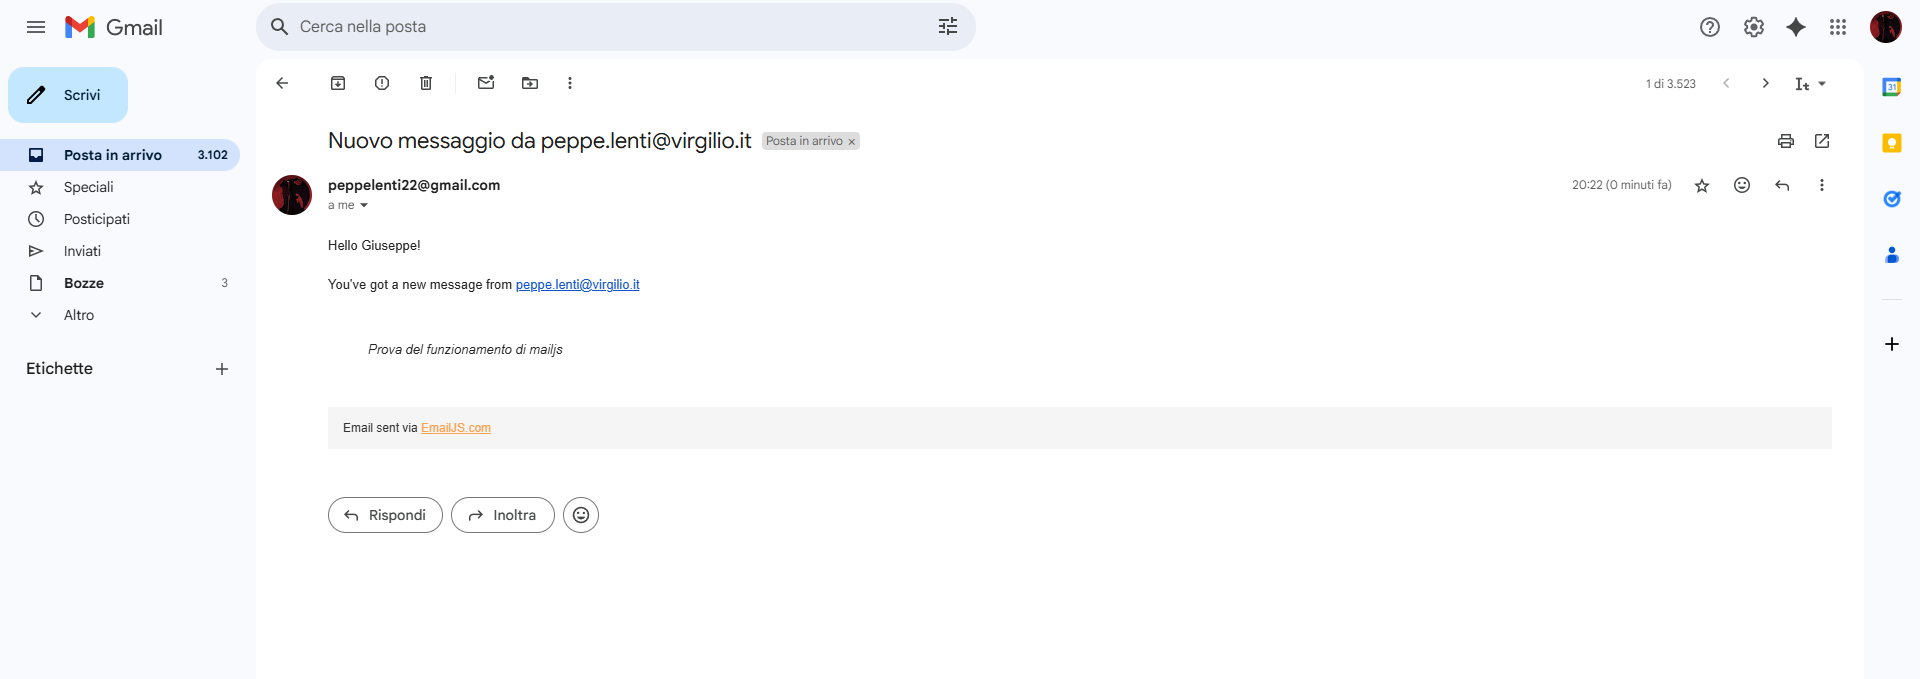 Gmail
Cerca nella posta
Scrivi
1 di 3.523
31
Nuovo messaggio da peppe.lenti@virgilio.it Posta in arrivo ×
Posta in arrivo 3.102
Speciali
Posticipati
Inviati
Bozze 3
Altro
Etichette
peppelenti22@gmail.com 20:22 (0 minuti fa)
a me
Hello Giuseppe!
You've got a new message from peppe.lenti@virgilio.it
Prova del funzionamento di mailjs
Email sent via EmailJS.com
Rispondi Inoltra